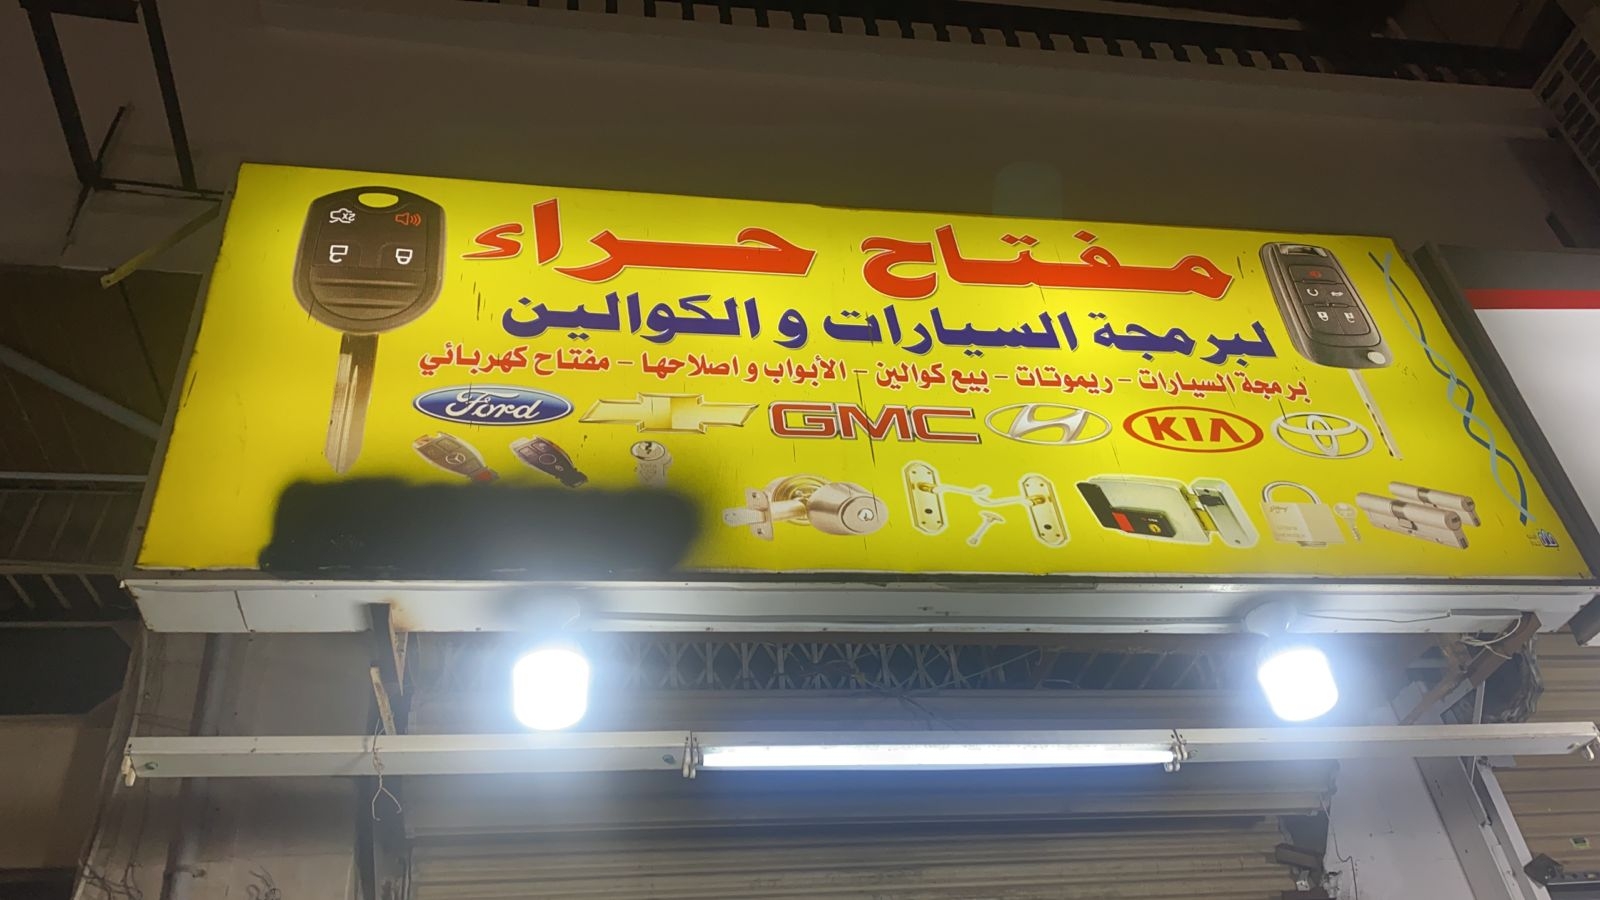 مفتاح حراء
لبرمجة السيارات و الكوالين
برمجة السيارات - ريموتات - بيع كوالين - الأبواب و اصلاحها - مفتاح كهربائي
Ford GMC KIA